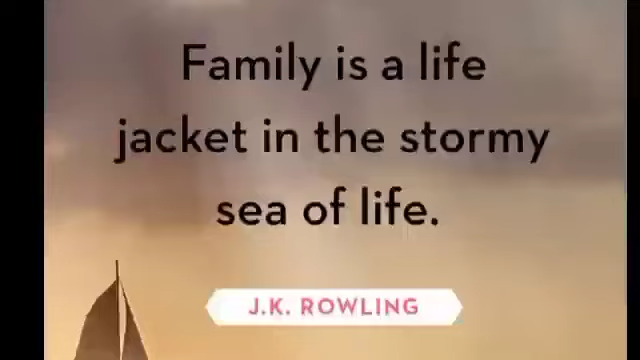 Family is a life
jacket in the stormy
sea of life.
J.K. ROWLING